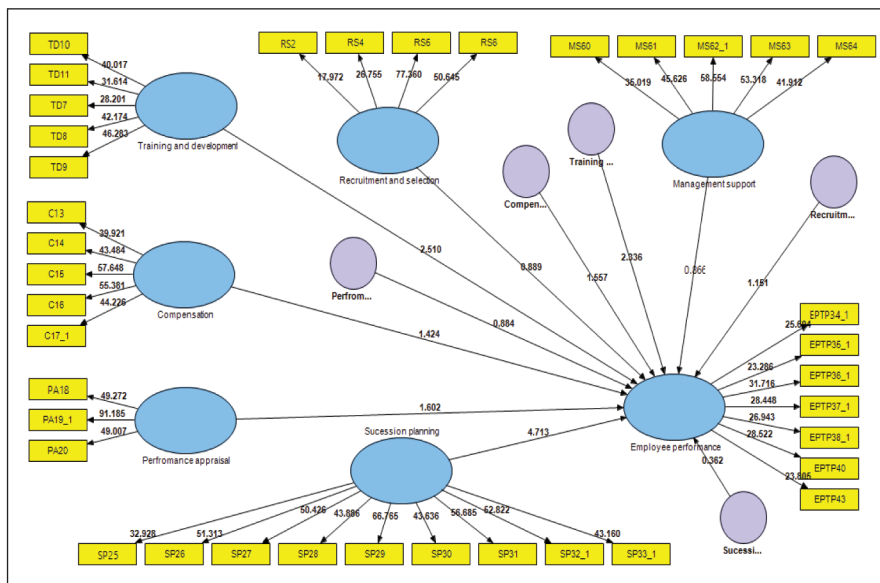 TD10
40.017
TD11
31.614
TD7
28.201
TD8
42.174
TD9
46.283
Training and development
RS2
RS4
RS6
RS8
17.972
26.755
77.360
50.645
Recruitment and selection
MS60
MS61
MS62_1
MS63
MS64
35.019
45.626
58.554
53.318
41.912
Management support
Training ...
Compen...
Recruitm...
Perfrom...
C13
39.921
C14
43.484
C15
57.648
C16
55.381
C17_1
44.226
Compensation
2.510
0.889
1.557
2.336
0.866
1.151
0.884
1.424
PA18
49.272
PA19_1
91.185
PA20
49.007
Perfromance appraisal
1.602
Sucession planning
4.713
Employee performance
0.362
Sucessi...
EPTP34_1
EPTP36_1
23.286
EPTP36_1
31.716
EPTP37_1
28.448
EPTP38_1
26.943
EPTP40
28.522
EPTP43
23.805
32.928
51.313
50.426
43.886
66.765
43.636
56.685
52.822
43.160
SP25
SP26
SP27
SP28
SP29
SP30
SP31
SP32_1
SP33_1